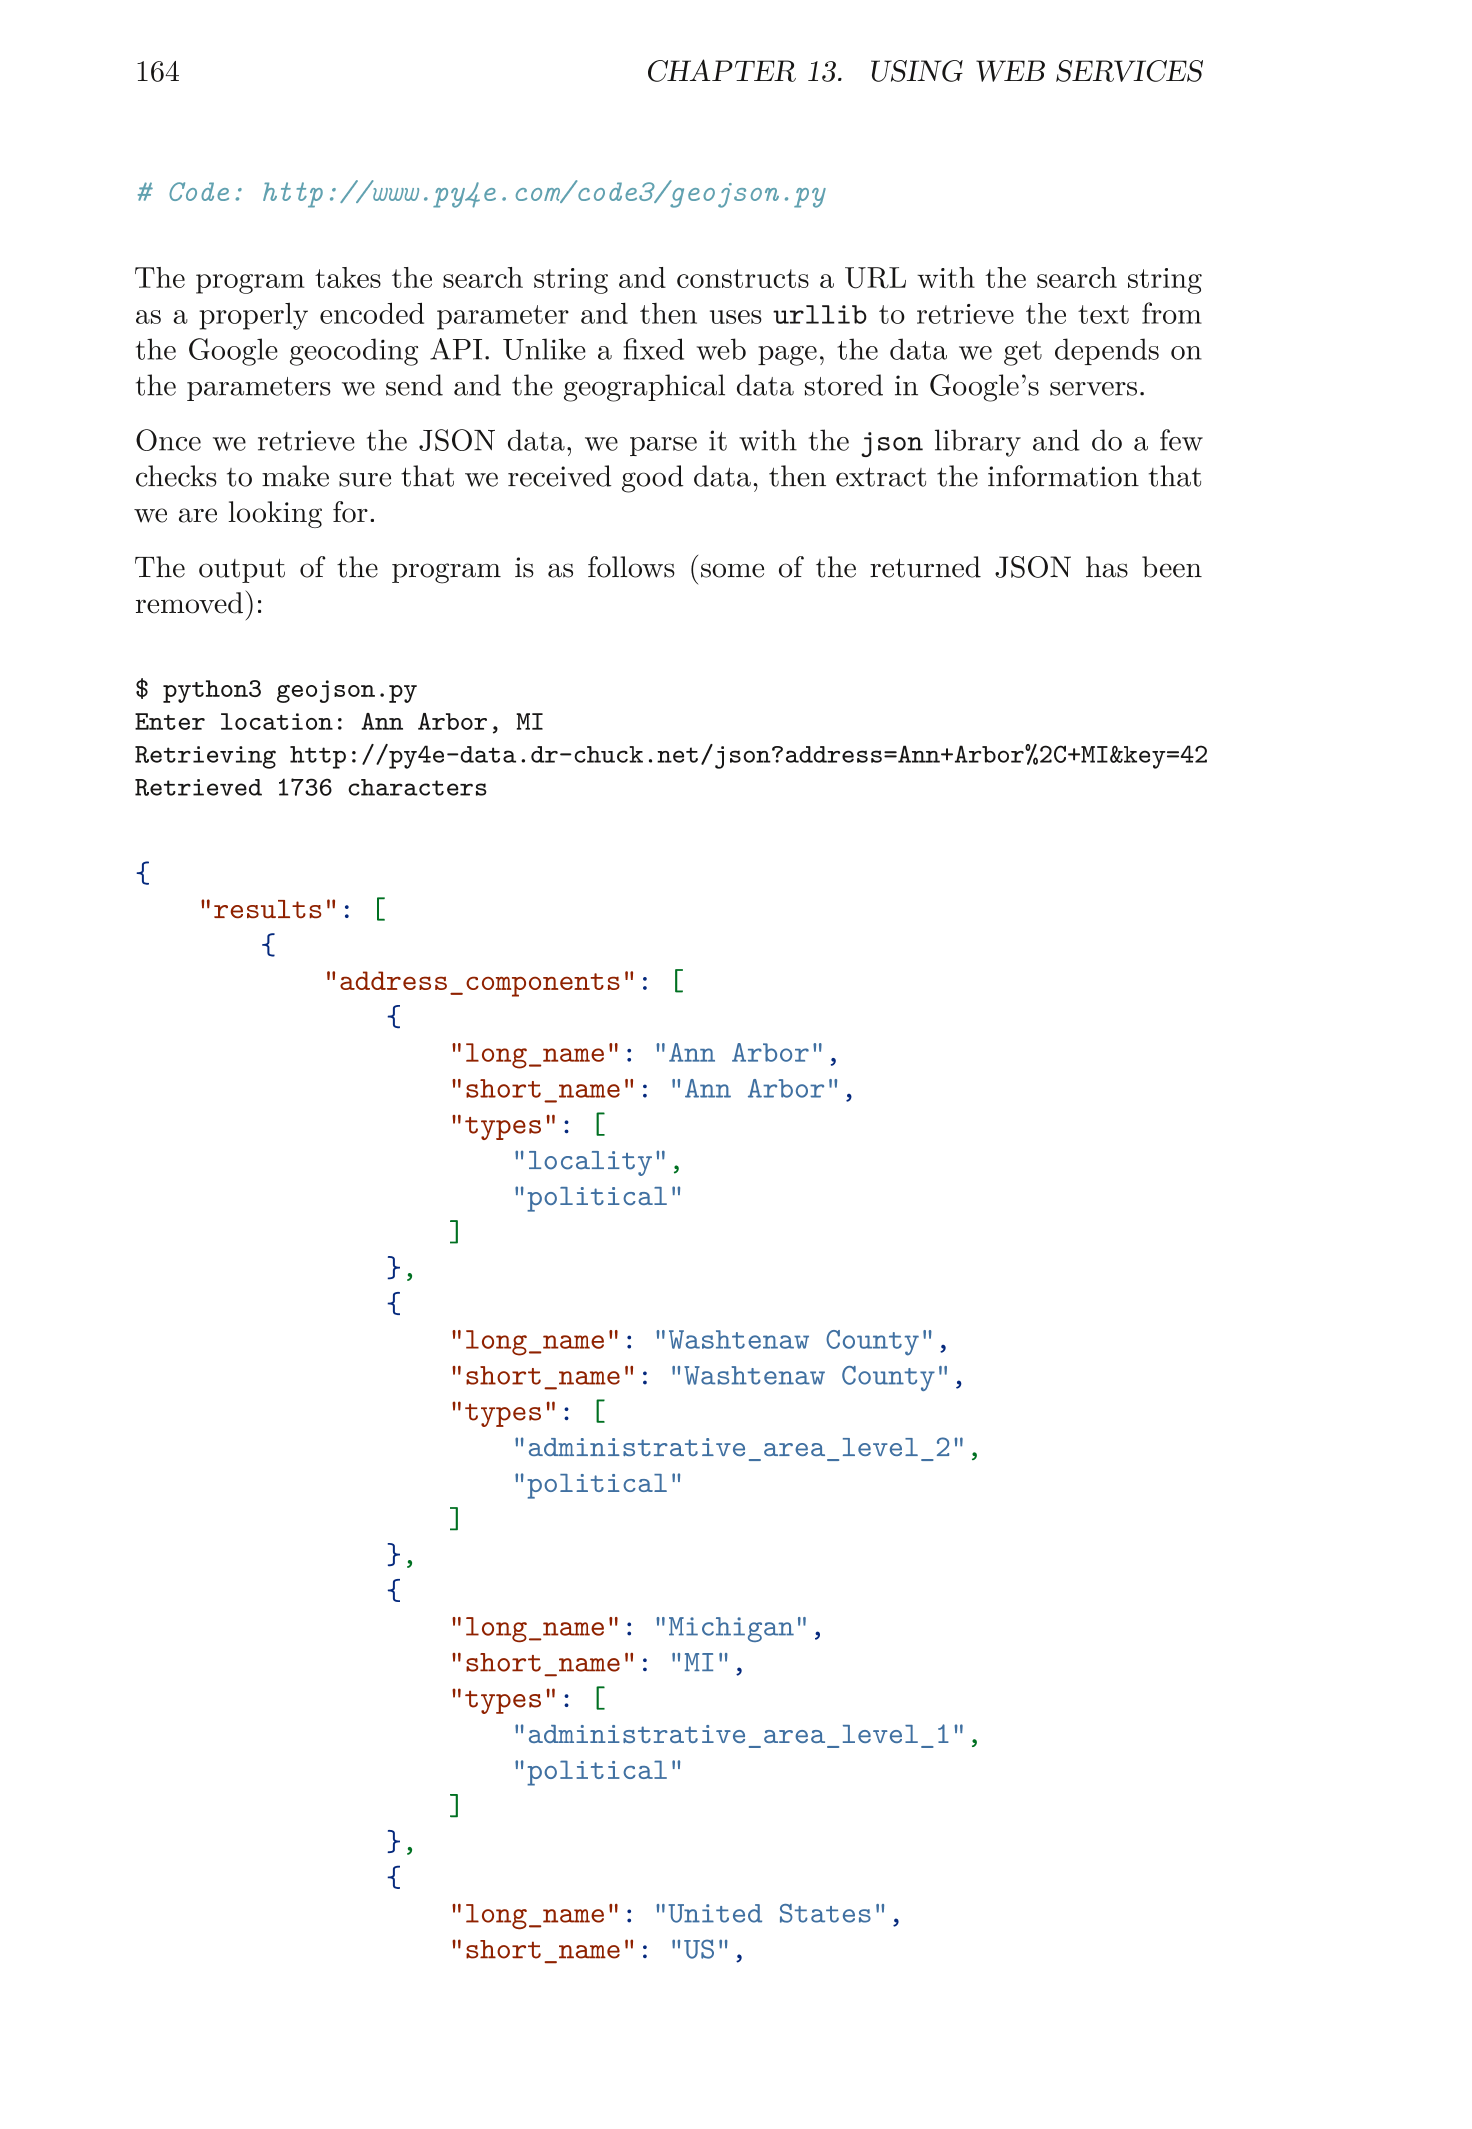 164 CHAPTER 13. USING WEB SERVICES
# Code: http://www.py4e.com/code3/geojson.py
The program takes the search string and constructs a URL with the search string
as a properly encoded parameter and then uses urllib to retrieve the text from
the Google geocoding API. Unlike a fixed web page, the data we get depends on
the parameters we send and the geographical data stored in Google's servers.
Once we retrieve the JSON data, we parse it with the json library and do a few
checks to make sure that we received good data, then extract the information that
we are looking for.
The output of the program is as follows (some of the returned JSON has been
removed):
$ python3 geojson.py
Enter location: Ann Arbor, MI
Retrieving http://py4e-data.dr-chuck.net/json?address=Ann+Arbor%2C+MI&key=42
Retrieved 1736 characters
{
    "results": [
        {
            "address_components": [
                {
                    "long_name": "Ann Arbor",
                    "short_name": "Ann Arbor",
                    "types": [
                        "locality",
                        "political"
                    ]
                },
                {
                    "long_name": "Washtenaw County",
                    "short_name": "Washtenaw County",
                    "types": [
                        "administrative_area_level_2",
                        "political"
                    ]
                },
                {
                    "long_name": "Michigan",
                    "short_name": "MI",
                    "types": [
                        "administrative_area_level_1",
                        "political"
                    ]
                },
                {
                    "long_name": "United States",
                    "short_name": "US",